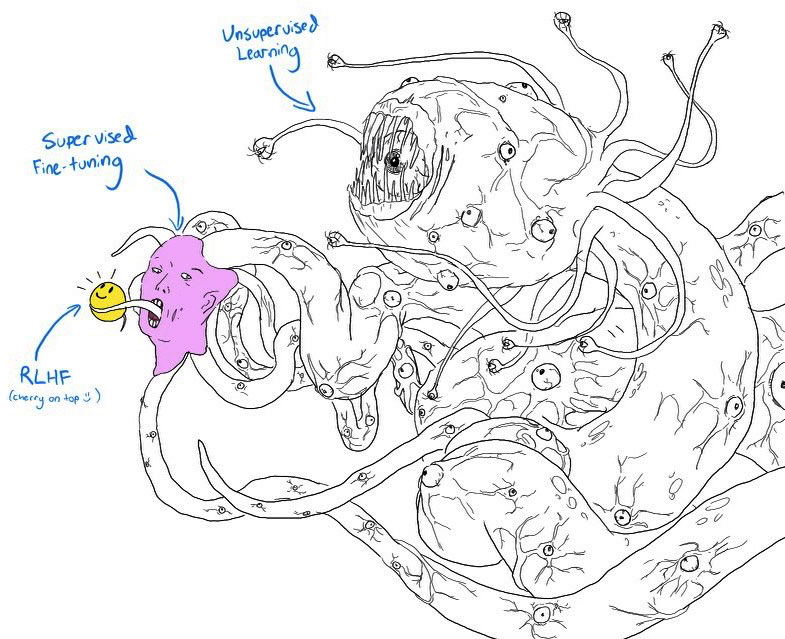 Unsupervised
Learning
Supervised
Fine-tuning
RLHF
(cherry on top :))